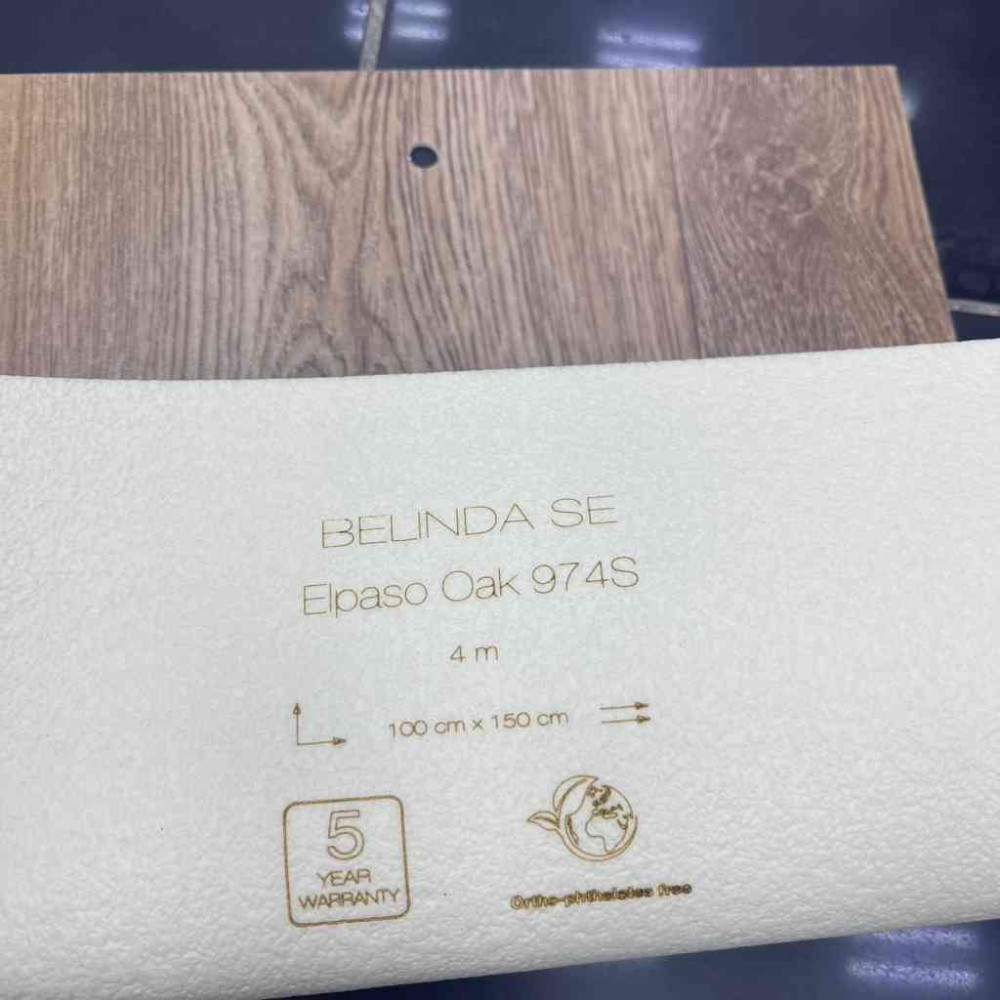 BELINDA SE
Elpaso Oak 974S
4 m
100 cm x 150 cm
5
YEAR
WARRANTY
Ortho-phthalates free